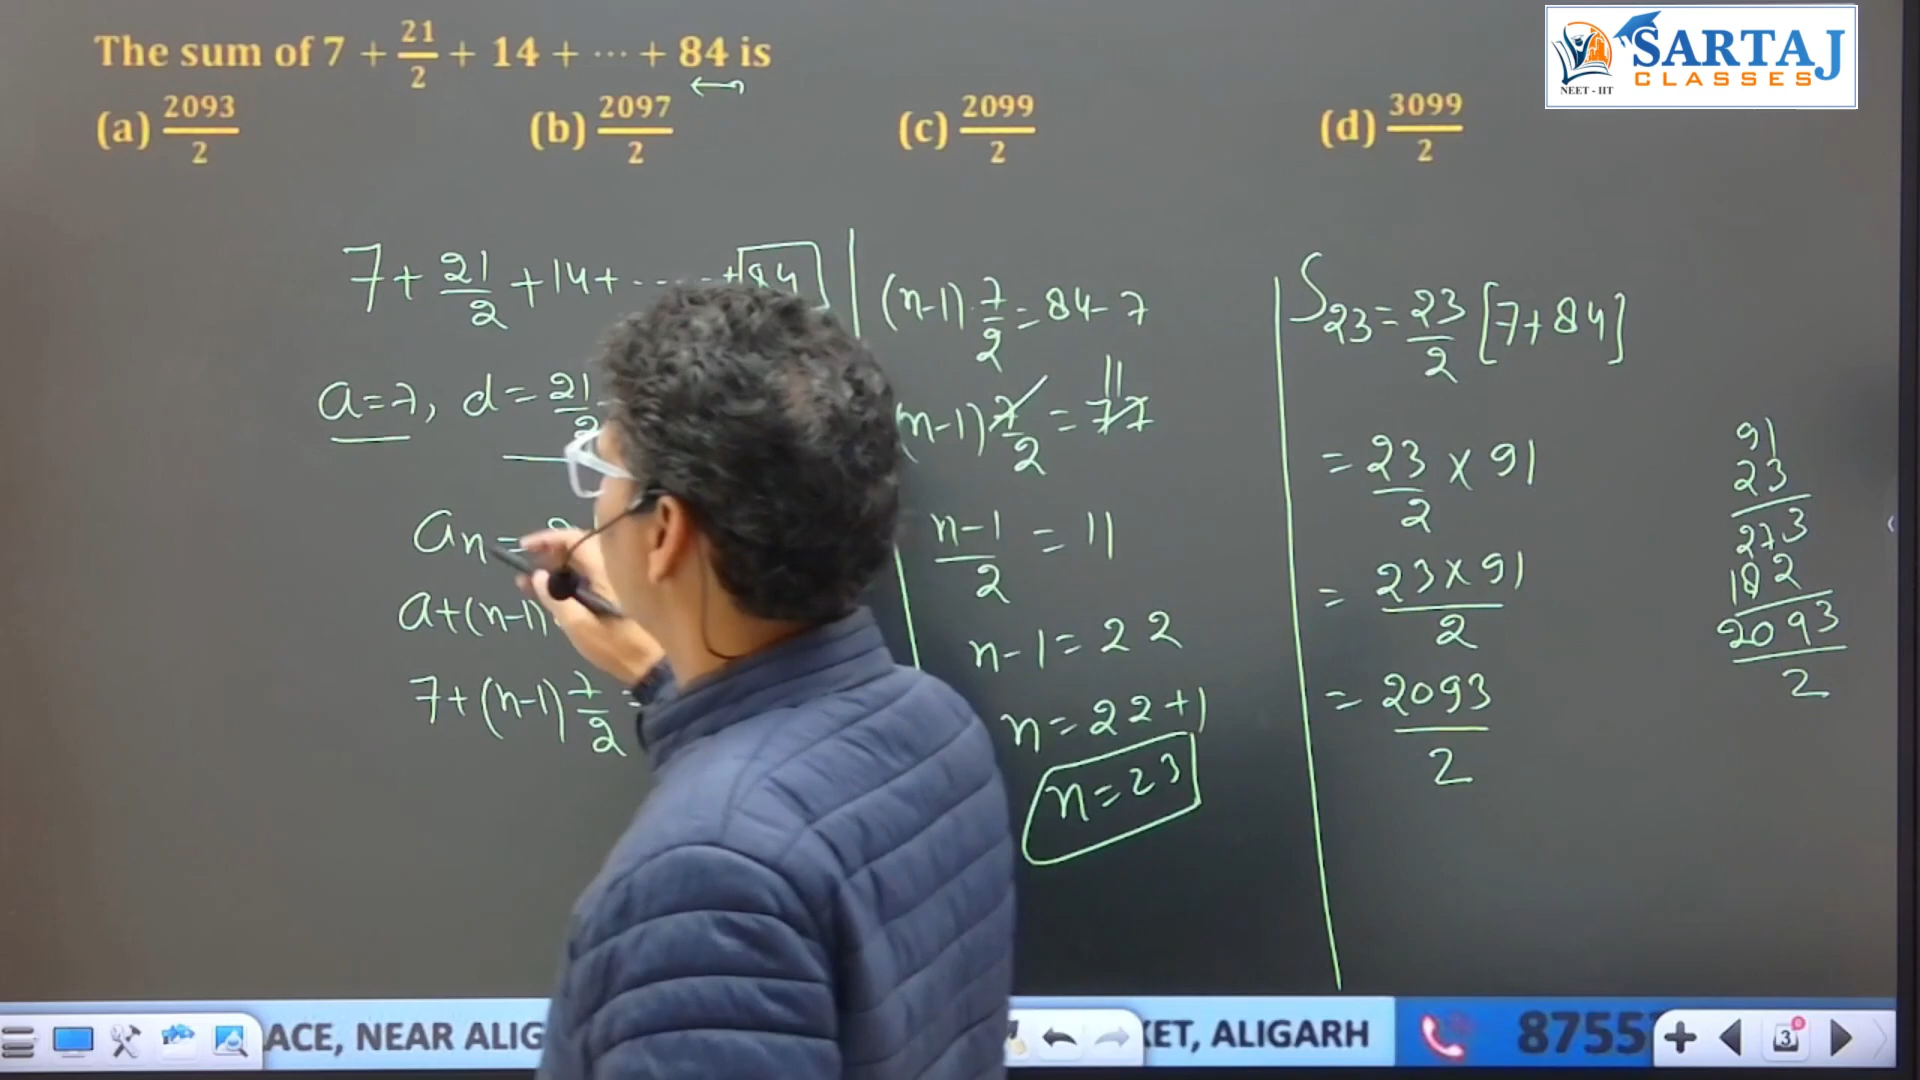 The sum of 7 + 21/2 + 14 + ⋯ + 84 is
(a) 2093/2 (b) 2097/2 (c) 2099/2 (d) 3099/2
SARTAJ
CLASSES
NEET - IIT
7 + 21/2 + 14 + - - - - + 84
a = 7, d = 21/2
an =
a + (n-1)
7 + (n-1) 7/2 =
(n-1) · 7/2 = 84 - 7
(n-1) 7/2 = 77 11
n-1/2 = 11
n-1 = 22
n = 22+1
n = 23
S23 = 23/2 [7 + 84]
= 23/2 × 91
= 23 × 91/2
= 2093/2
91
23
273
182
2093
2
ACE, NEAR ALIG
KET, ALIGARH
8755
3